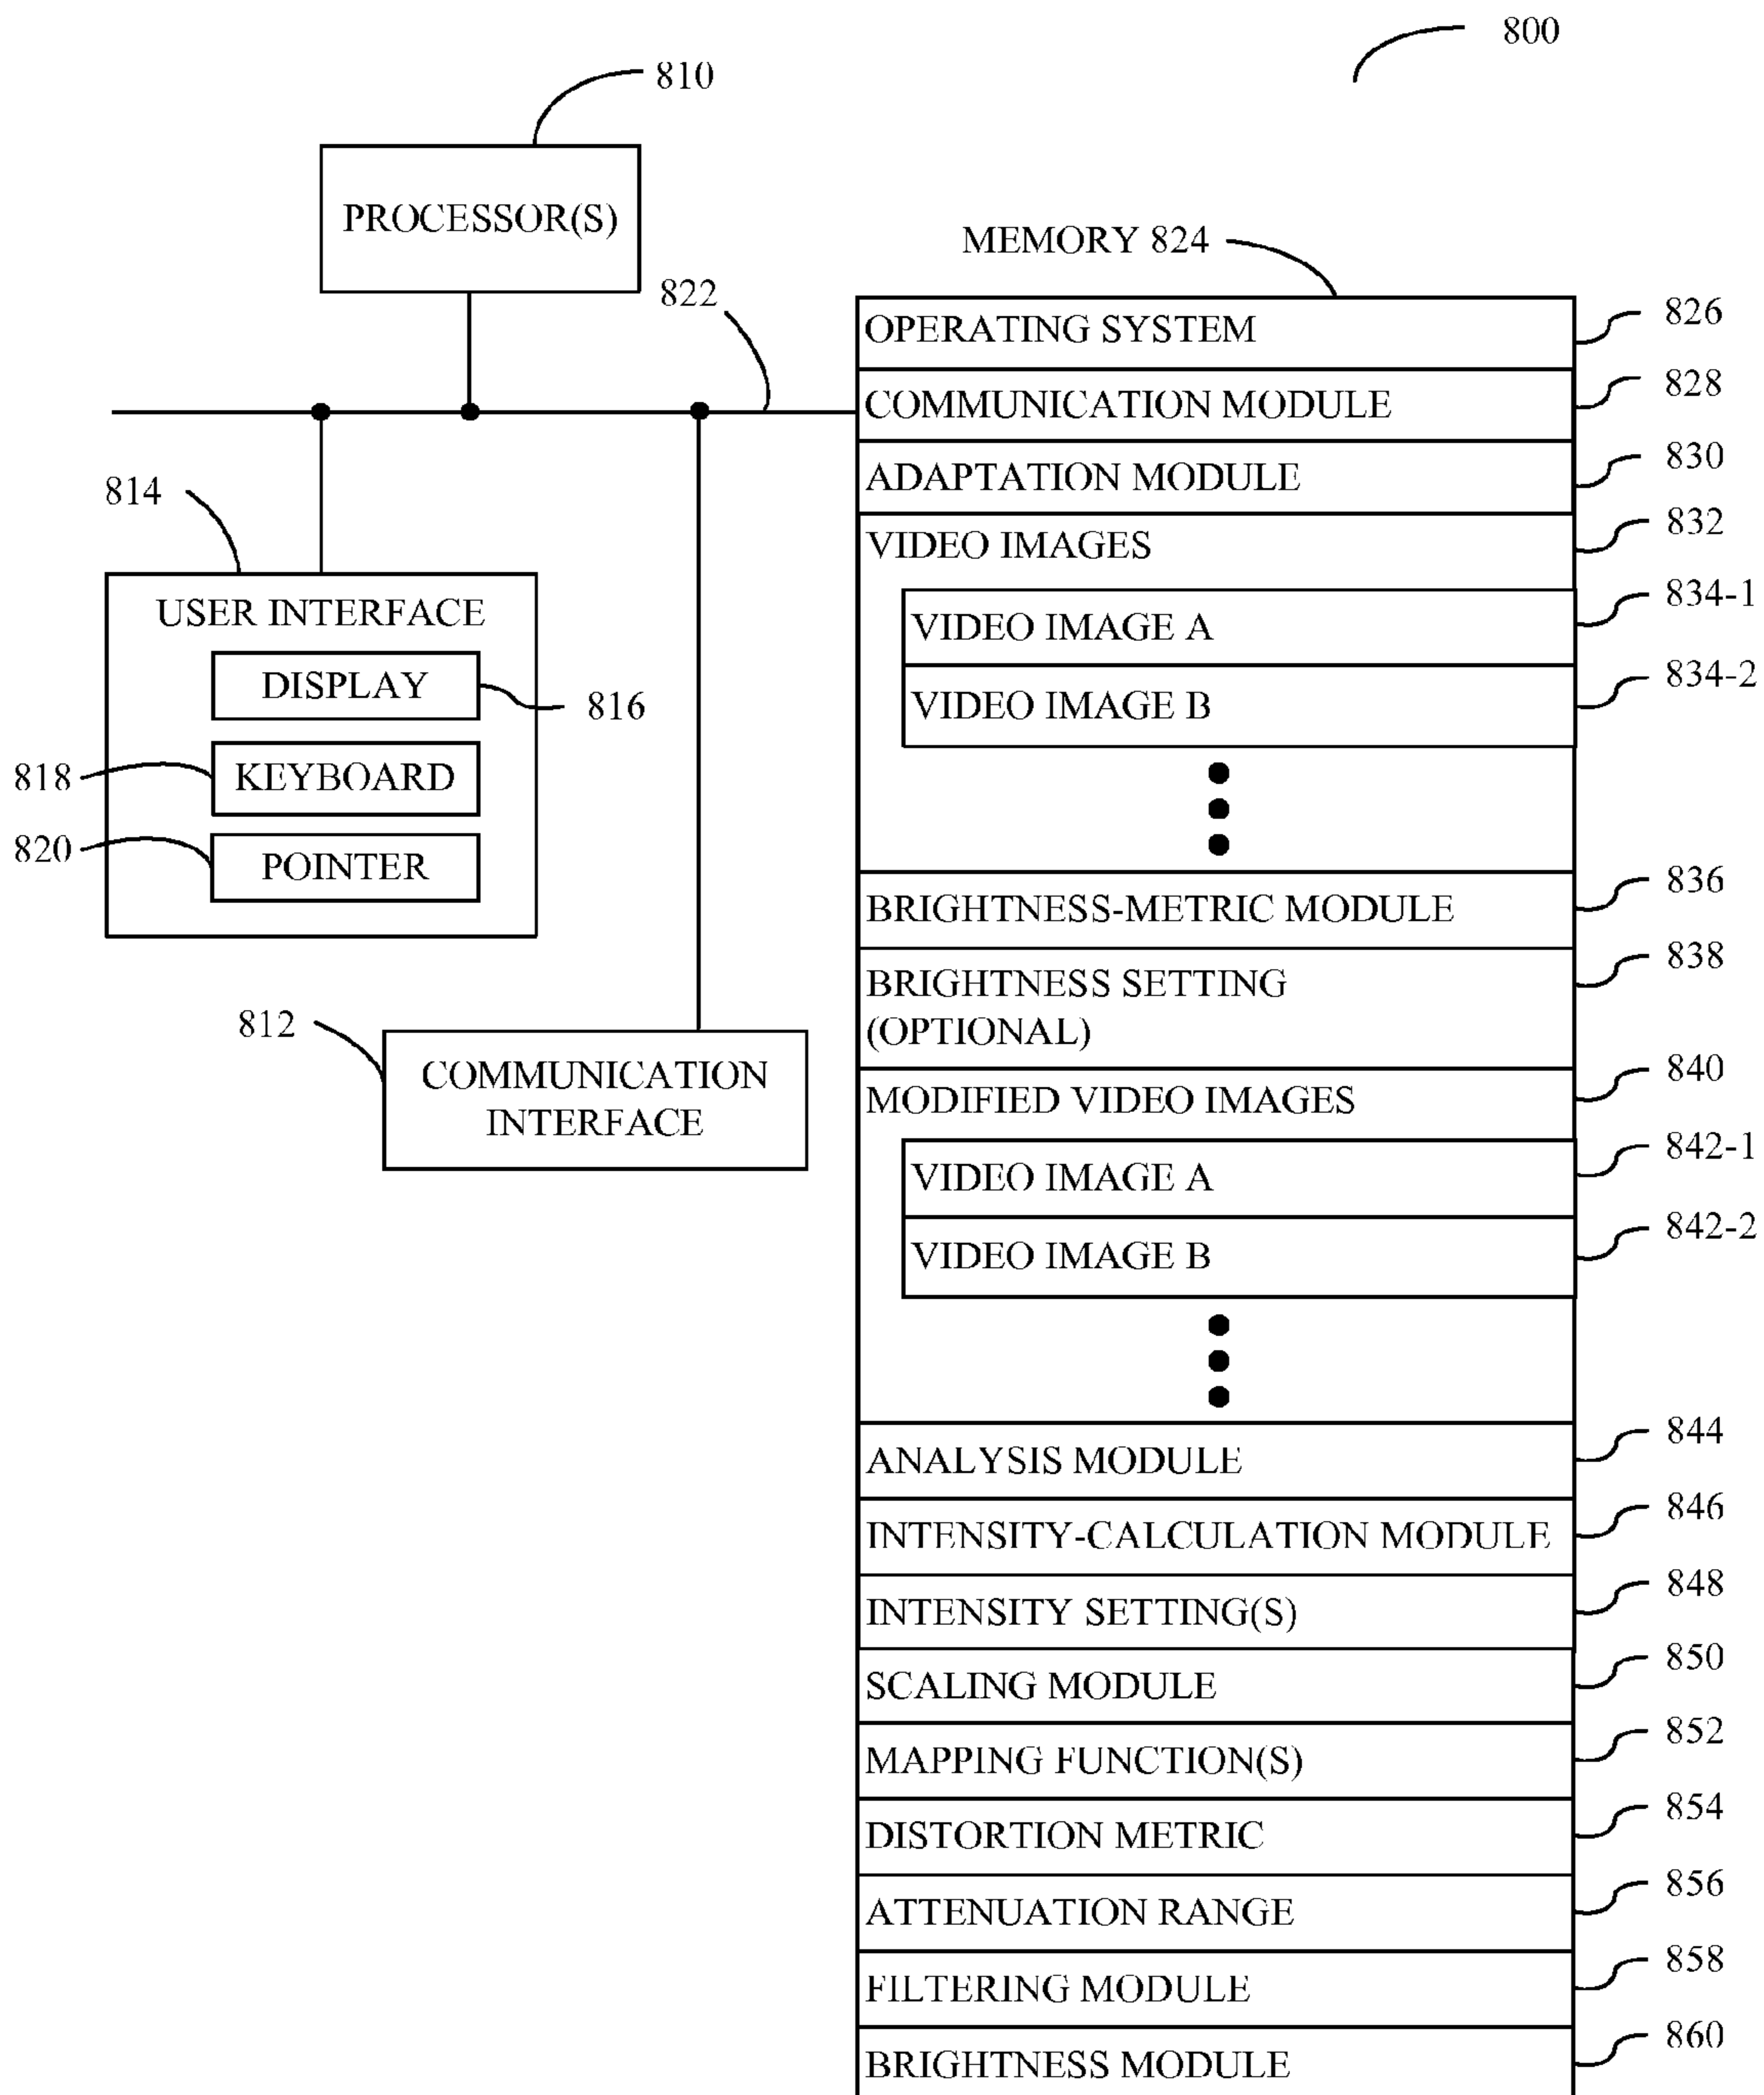 800
810
PROCESSOR(S)
822
814
USER INTERFACE
DISPLAY
816
818
KEYBOARD
820
POINTER
812
COMMUNICATION
INTERFACE
MEMORY 824
OPERATING SYSTEM
826
COMMUNICATION MODULE
828
ADAPTATION MODULE
830
VIDEO IMAGES
832
VIDEO IMAGE A
834-1
VIDEO IMAGE B
834-2
BRIGHTNESS-METRIC MODULE
836
BRIGHTNESS SETTING
(OPTIONAL)
838
MODIFIED VIDEO IMAGES
840
VIDEO IMAGE A
842-1
VIDEO IMAGE B
842-2
ANALYSIS MODULE
844
INTENSITY-CALCULATION MODULE
846
INTENSITY SETTING(S)
848
SCALING MODULE
850
MAPPING FUNCTION(S)
852
DISTORTION METRIC
854
ATTENUATION RANGE
856
FILTERING MODULE
858
BRIGHTNESS MODULE
860